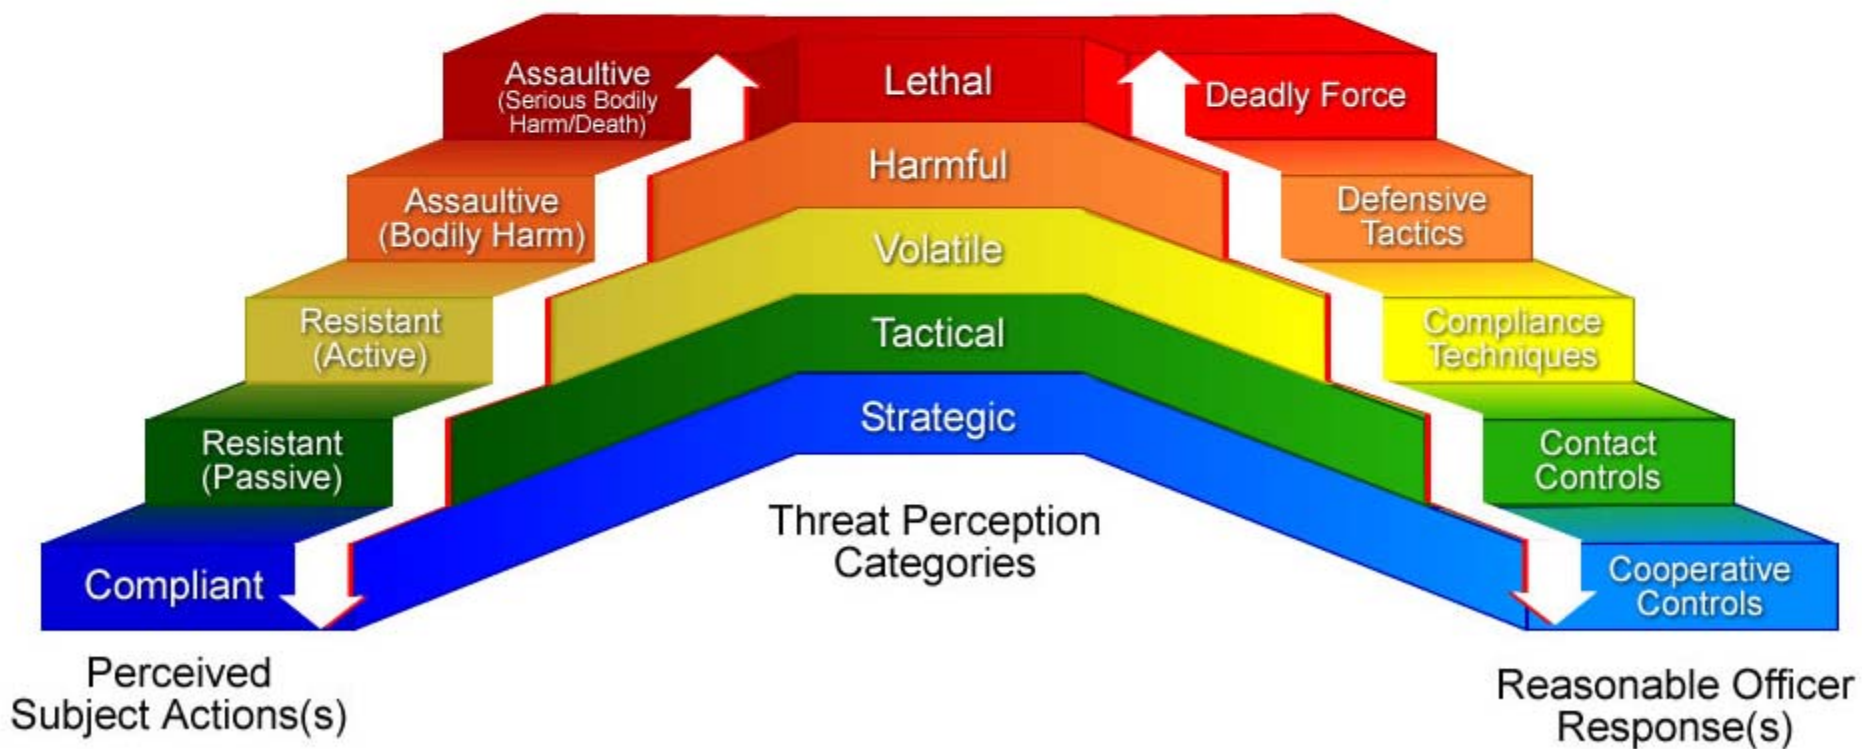 Assaultive
(Serious Bodily
Harm/Death)
Lethal
Deadly Force
Assaultive
(Bodily Harm)
Harmful
Defensive
Tactics
Resistant
(Active)
Volatile
Compliance
Techniques
Resistant
(Passive)
Tactical
Contact
Controls
Compliant
Strategic
Cooperative
Controls
Threat Perception
Categories
Perceived
Subject Actions(s)
Reasonable Officer
Response(s)